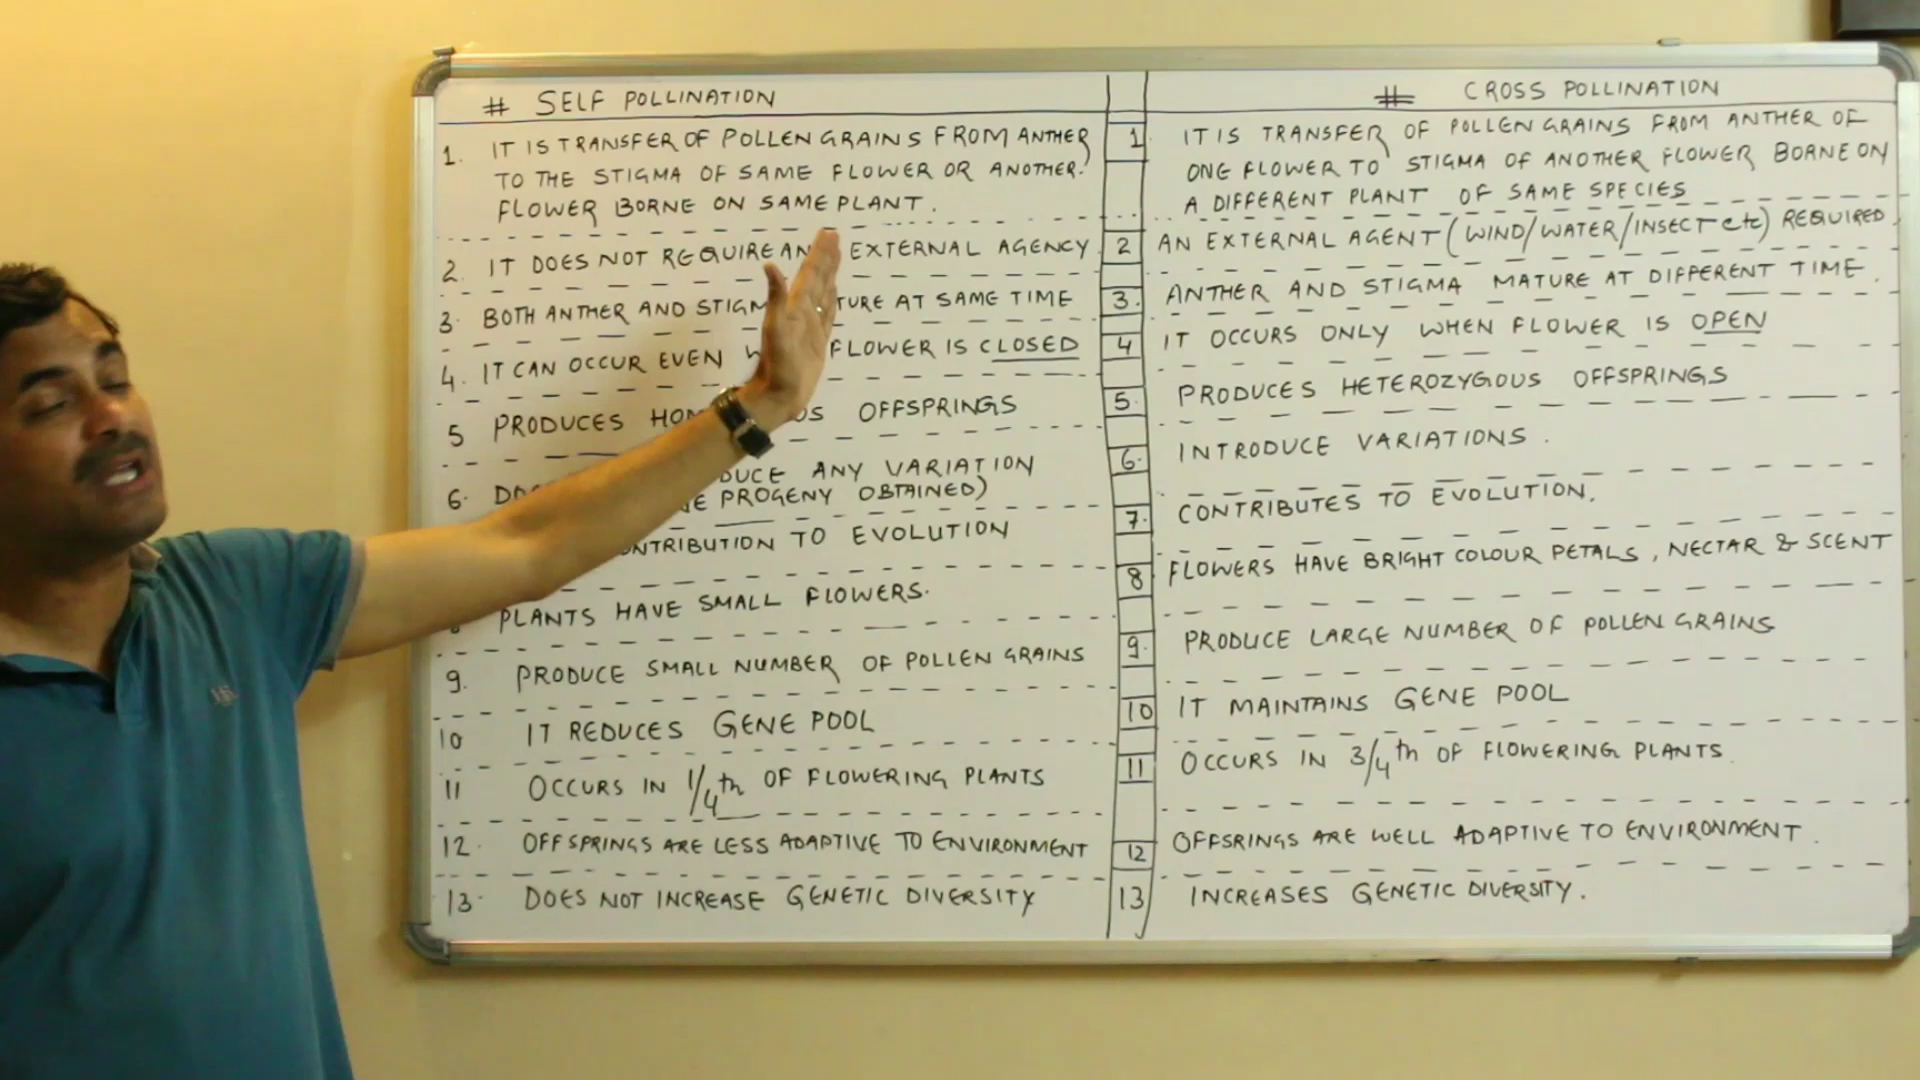 # SELF POLLINATION
1. IT IS TRANSFER OF POLLEN GRAINS FROM ANTHER
TO THE STIGMA OF SAME FLOWER OR ANOTHER
FLOWER BORNE ON SAME PLANT.
2. IT DOES NOT REQUIRE EXTERNAL AGENCY
3. BOTH ANTHER AND AT SAME TIME
4. IT CAN OCCUR EVEN FLOWER IS CLOSED
5 PRODUCES OFFSPRINGS
6. ANY VARIATION
PROGENY OBTAINED)
TO EVOLUTION
PLANTS HAVE SMALL FLOWERS.
9. PRODUCE SMALL NUMBER OF POLLEN GRAINS
10 IT REDUCES GENE POOL
11 OCCURS IN 1/4th OF FLOWERING PLANTS
12. OFFSPRINGS ARE LESS ADAPTIVE TO ENVIRONMENT
13. DOES NOT INCREASE GENETIC DIVERSITY
# CROSS POLLINATION
1. IT IS TRANSFER OF POLLEN GRAINS FROM ANTHER OF
ONE FLOWER TO STIGMA OF ANOTHER FLOWER BORNE ON
A DIFFERENT PLANT OF SAME SPECIES
2 AN EXTERNAL AGENT (WIND/WATER/INSECT etc) REQUIRED
3. ANTHER AND STIGMA MATURE AT DIFFERENT TIME.
4 IT OCCURS ONLY WHEN FLOWER IS OPEN
5. PRODUCES HETEROZYGOUS OFFSPRINGS
6. INTRODUCE VARIATIONS.
7. CONTRIBUTES TO EVOLUTION.
8 FLOWERS HAVE BRIGHT COLOUR PETALS, NECTAR & SCENT
9. PRODUCE LARGE NUMBER OF POLLEN GRAINS
10 IT MAINTAINS GENE POOL
11 OCCURS IN 3/4th OF FLOWERING PLANTS.
12 OFFSRINGS ARE WELL ADAPTIVE TO ENVIRONMENT.
13 INCREASES GENETIC DIVERSITY.